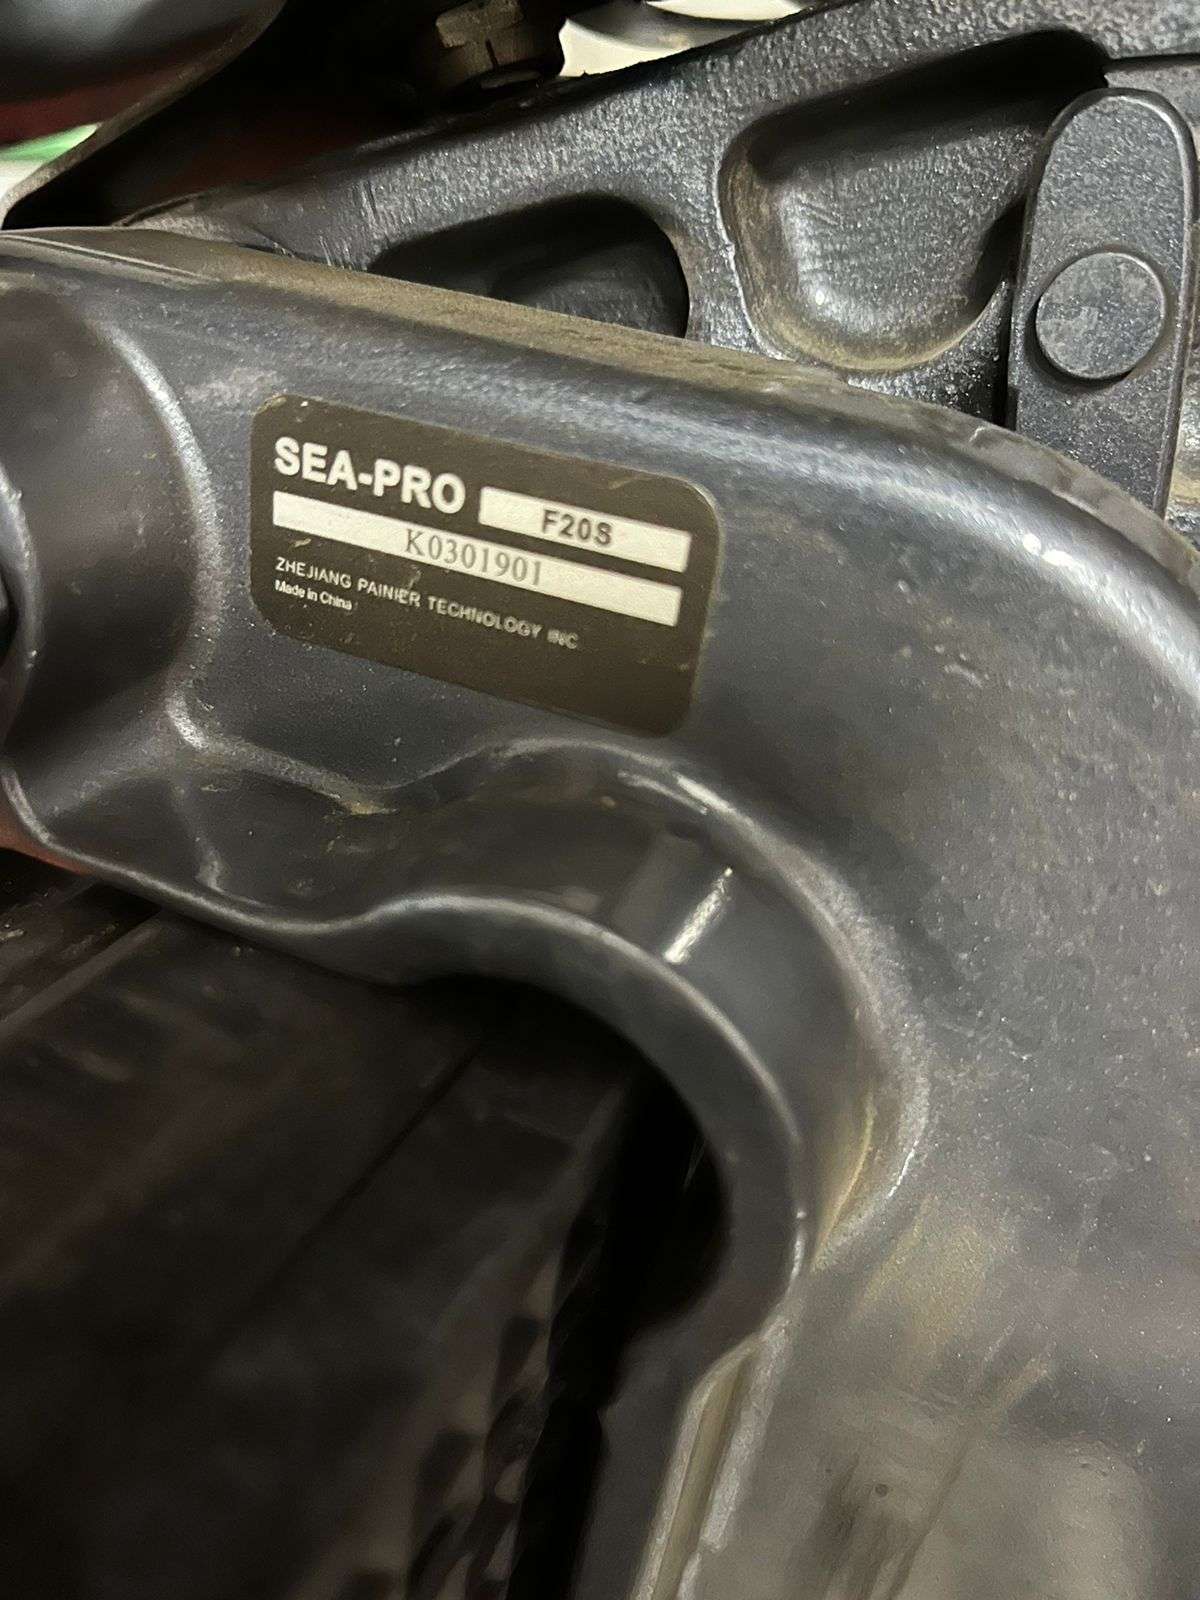 SEA-PRO F20S
K0301901
ZHEJIANG PAINIER TECHNOLOGY INC
Made in China